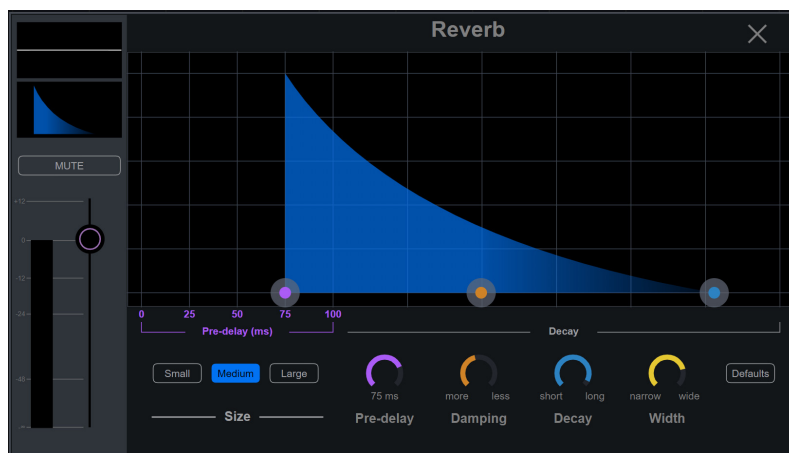 Reverb
MUTE
+12
0
-12
-24
-48
-∞
0 25 50 75 100
Pre-delay (ms) Decay
Small Medium Large
Defaults
75 ms more less short long narrow wide
Size Pre-delay Damping Decay Width